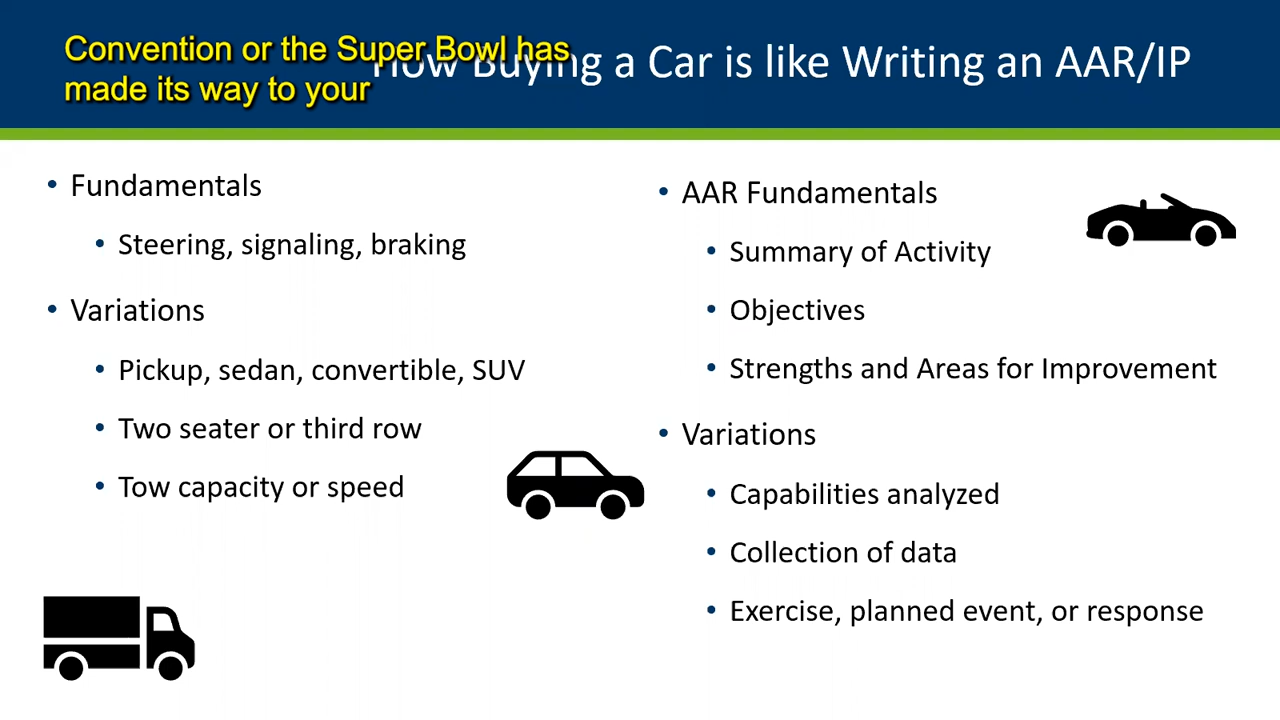 Convention or the Super Bowl has
made its way to your
How Buying a Car is like Writing an AAR/IP
• Fundamentals
• Steering, signaling, braking
• Variations
• Pickup, sedan, convertible, SUV
• Two seater or third row
• Tow capacity or speed
• AAR Fundamentals
• Summary of Activity
• Objectives
• Strengths and Areas for Improvement
• Variations
• Capabilities analyzed
• Collection of data
• Exercise, planned event, or response